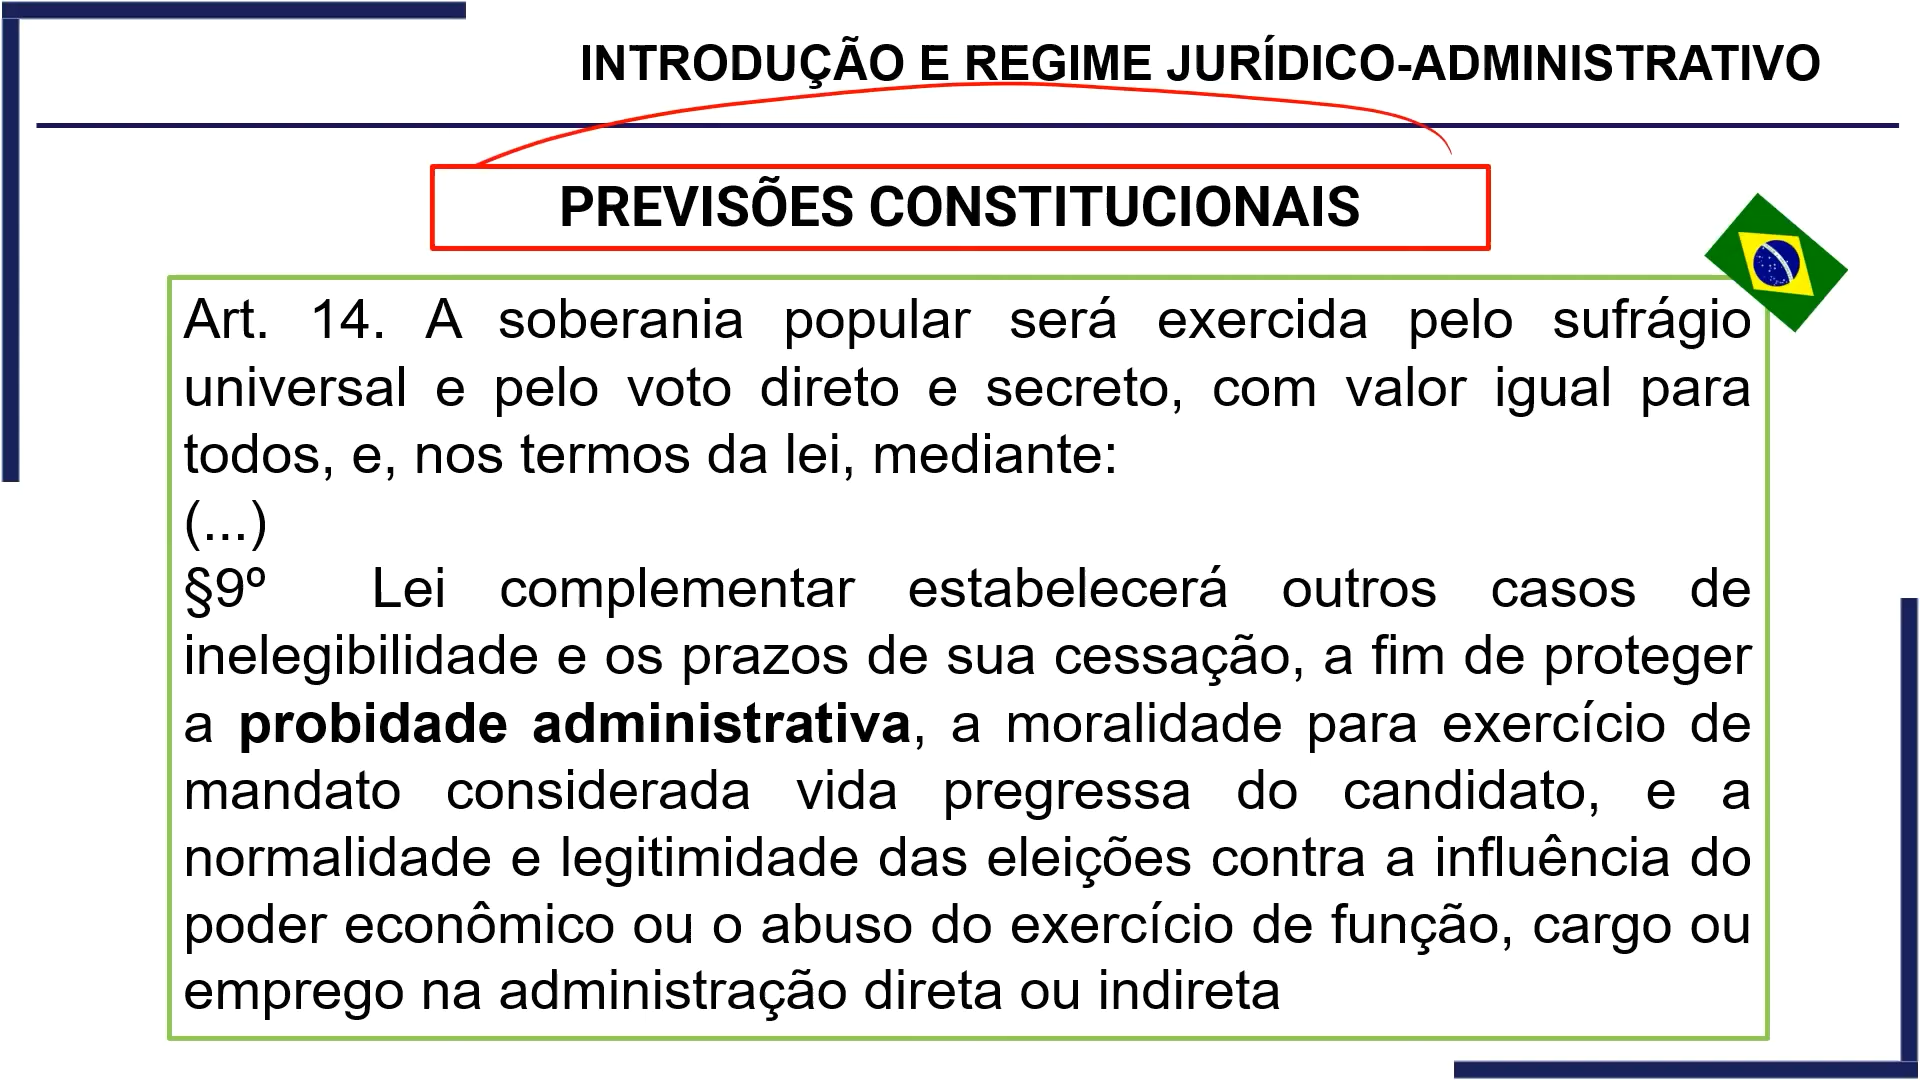 INTRODUÇÃO E REGIME JURÍDICO-ADMINISTRATIVO
PREVISÕES CONSTITUCIONAIS
Art. 14. A soberania popular será exercida pelo sufrágio
universal e pelo voto direto e secreto, com valor igual para
todos, e, nos termos da lei, mediante:
(...)
§9º Lei complementar estabelecerá outros casos de
inelegibilidade e os prazos de sua cessação, a fim de proteger
a probidade administrativa, a moralidade para exercício de
mandato considerada vida pregressa do candidato, e a
normalidade e legitimidade das eleições contra a influência do
poder econômico ou o abuso do exercício de função, cargo ou
emprego na administração direta ou indireta